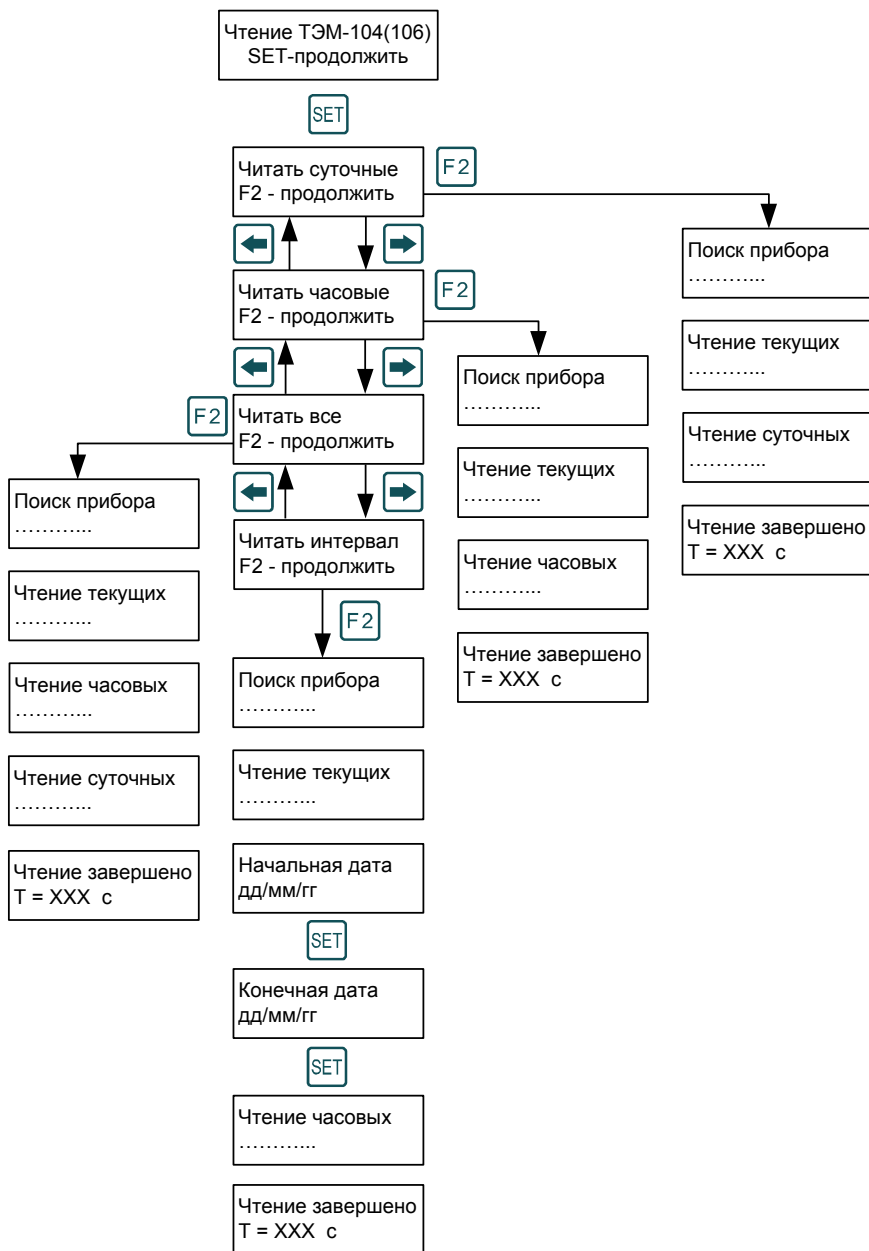 Чтение ТЭМ-104(106)
SET-продолжить
SET
Читать суточные
F2 - продолжить
F2
Читать часовые
F2 - продолжить
F2
Читать все
F2 - продолжить
F2
Читать интервал
F2 - продолжить
F2
Поиск прибора
…………...
Чтение текущих
…………...
Чтение часовых
…………...
Чтение суточных
…………...
Чтение завершено
T = XXX с
Поиск прибора
…………...
Чтение текущих
…………...
Начальная дата
дд/мм/гг
SET
Конечная дата
дд/мм/гг
SET
Чтение часовых
…………...
Чтение завершено
T = XXX с
Поиск прибора
…………...
Чтение текущих
…………...
Чтение часовых
…………...
Чтение завершено
T = XXX с
Поиск прибора
…………...
Чтение текущих
…………...
Чтение суточных
…………...
Чтение завершено
T = XXX с